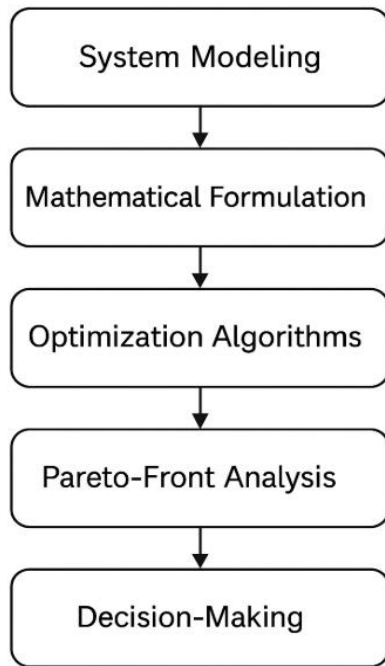 System Modeling
Mathematical Formulation
Optimization Algorithms
Pareto-Front Analysis
Decision-Making